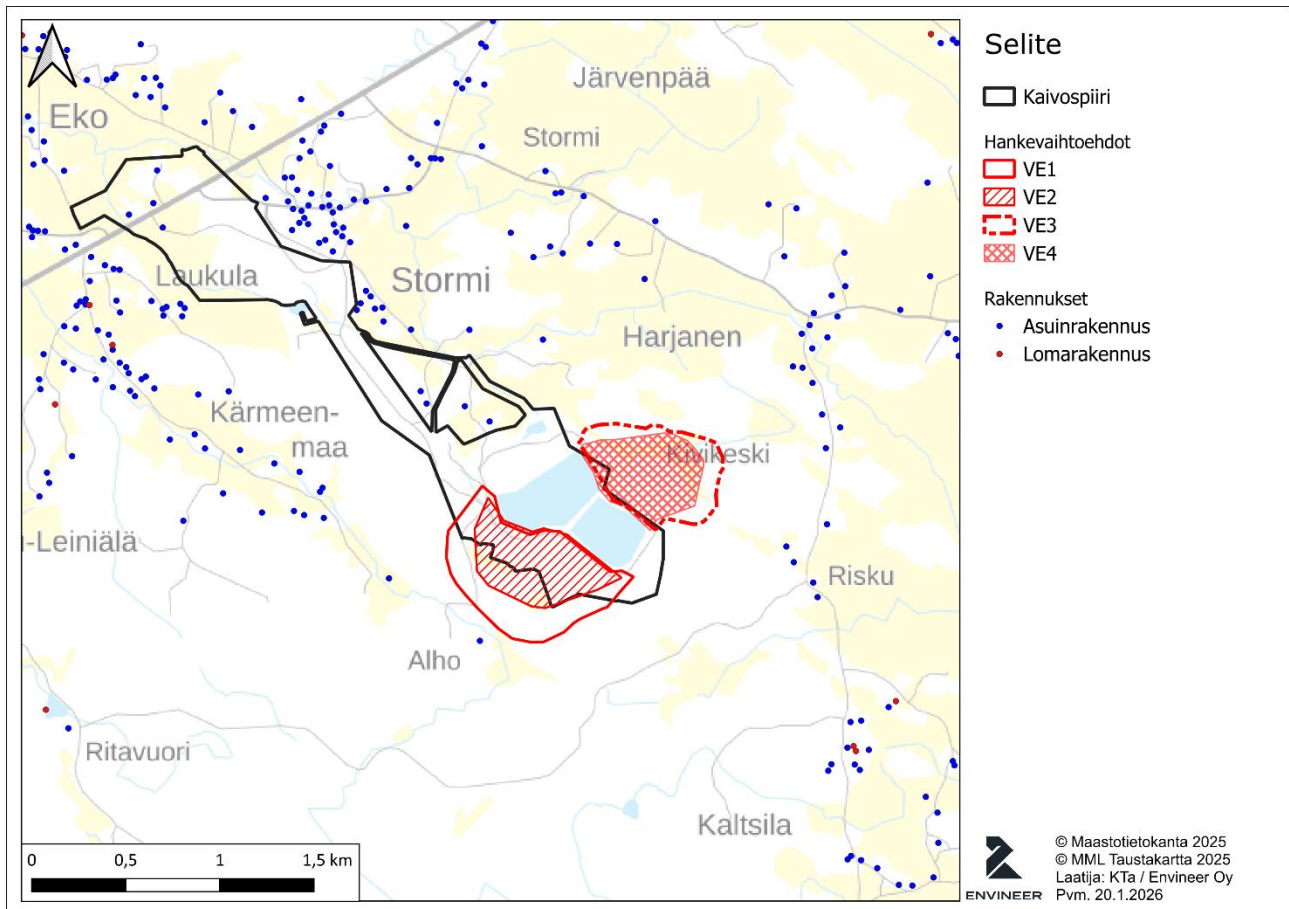 Eko
Järvenpää
Stormi
Laukula
Stormi
Harjanen
Kärmeen-
maa
Kivikeski
ı-Leiniälä
Risku
Alho
Ritavuori
Kaltsila
0 0,5 1 1,5 km
Selite
Kaivospiiri
Hankevaihtoehdot
VE1
VE2
VE3
VE4
Rakennukset
Asuinrakennus
Lomarakennus
ENVINEER
© Maastotietokanta 2025
© MML Taustakartta 2025
Laatija: KTa / Envineer Oy
Pvm. 20.1.2026